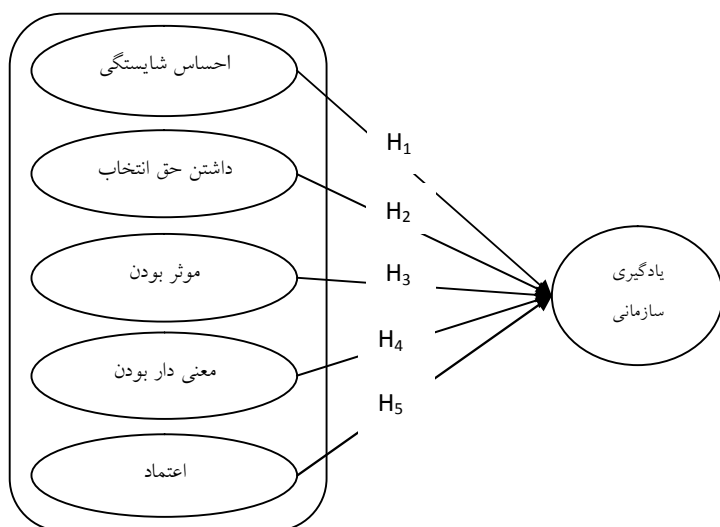 احساس شایستگی
داشتن حق انتخاب
موثر بودن
معنی دار بودن
اعتماد
H₁
H₂
H₃
H₄
H₅
یادگیری
سازمانی